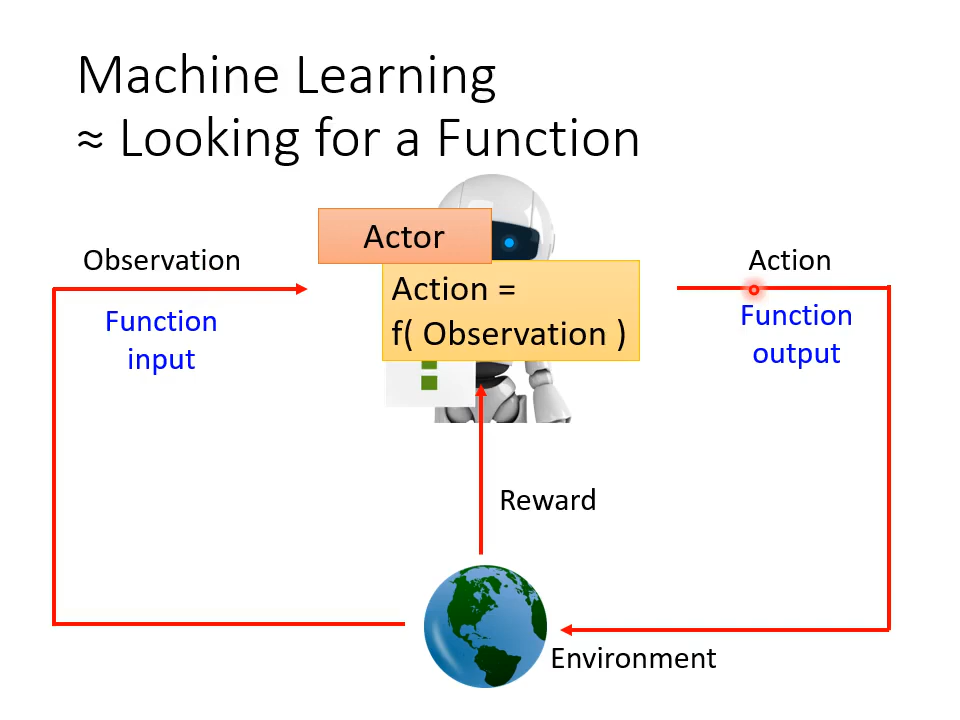 Machine Learning
≈ Looking for a Function
Actor
Observation
Action
Action =
f( Observation )
Function
input
Function
output
Reward
Environment